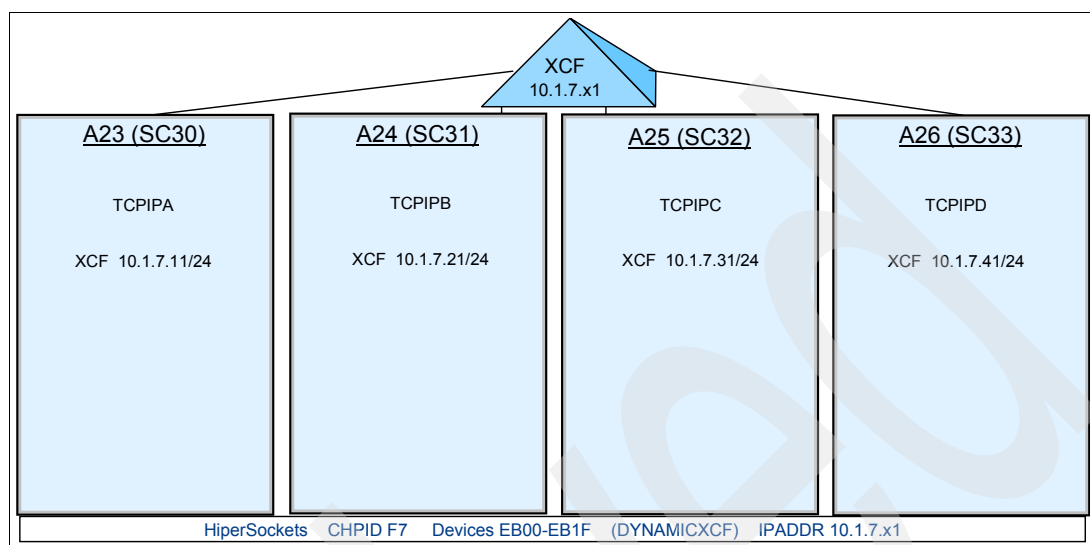 XCF
10.1.7.x1
A23 (SC30)
TCPIPA
XCF 10.1.7.11/24
A24 (SC31)
TCPIPB
XCF 10.1.7.21/24
A25 (SC32)
TCPIPC
XCF 10.1.7.31/24
A26 (SC33)
TCPIPD
XCF 10.1.7.41/24
HiperSockets CHPID F7 Devices EB00-EB1F (DYNAMICXCF) IPADDR 10.1.7.x1